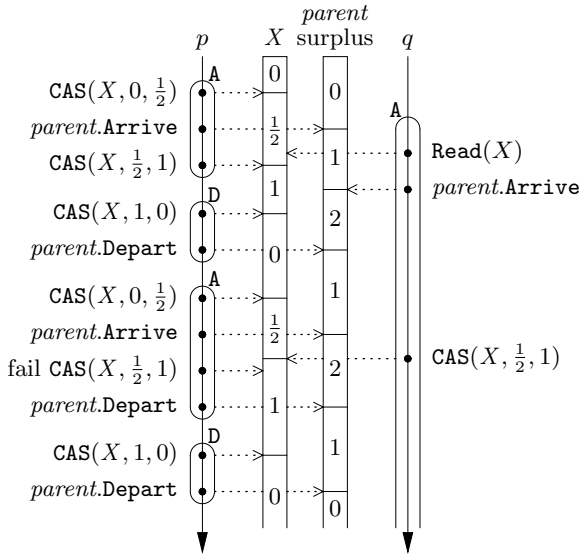 parent
p X surplus q
A
0
CAS(X, 0, 1/2) 0
A
parent.Arrive 1/2
1 Read(X)
CAS(X, 1/2, 1)
1 parent.Arrive
D
CAS(X, 1, 0) 2
parent.Depart 0
A
CAS(X, 0, 1/2) 1
parent.Arrive 1/2
CAS(X, 1/2, 1)
fail CAS(X, 1/2, 1) 2
parent.Depart 1
D
CAS(X, 1, 0) 1
parent.Depart 0
0